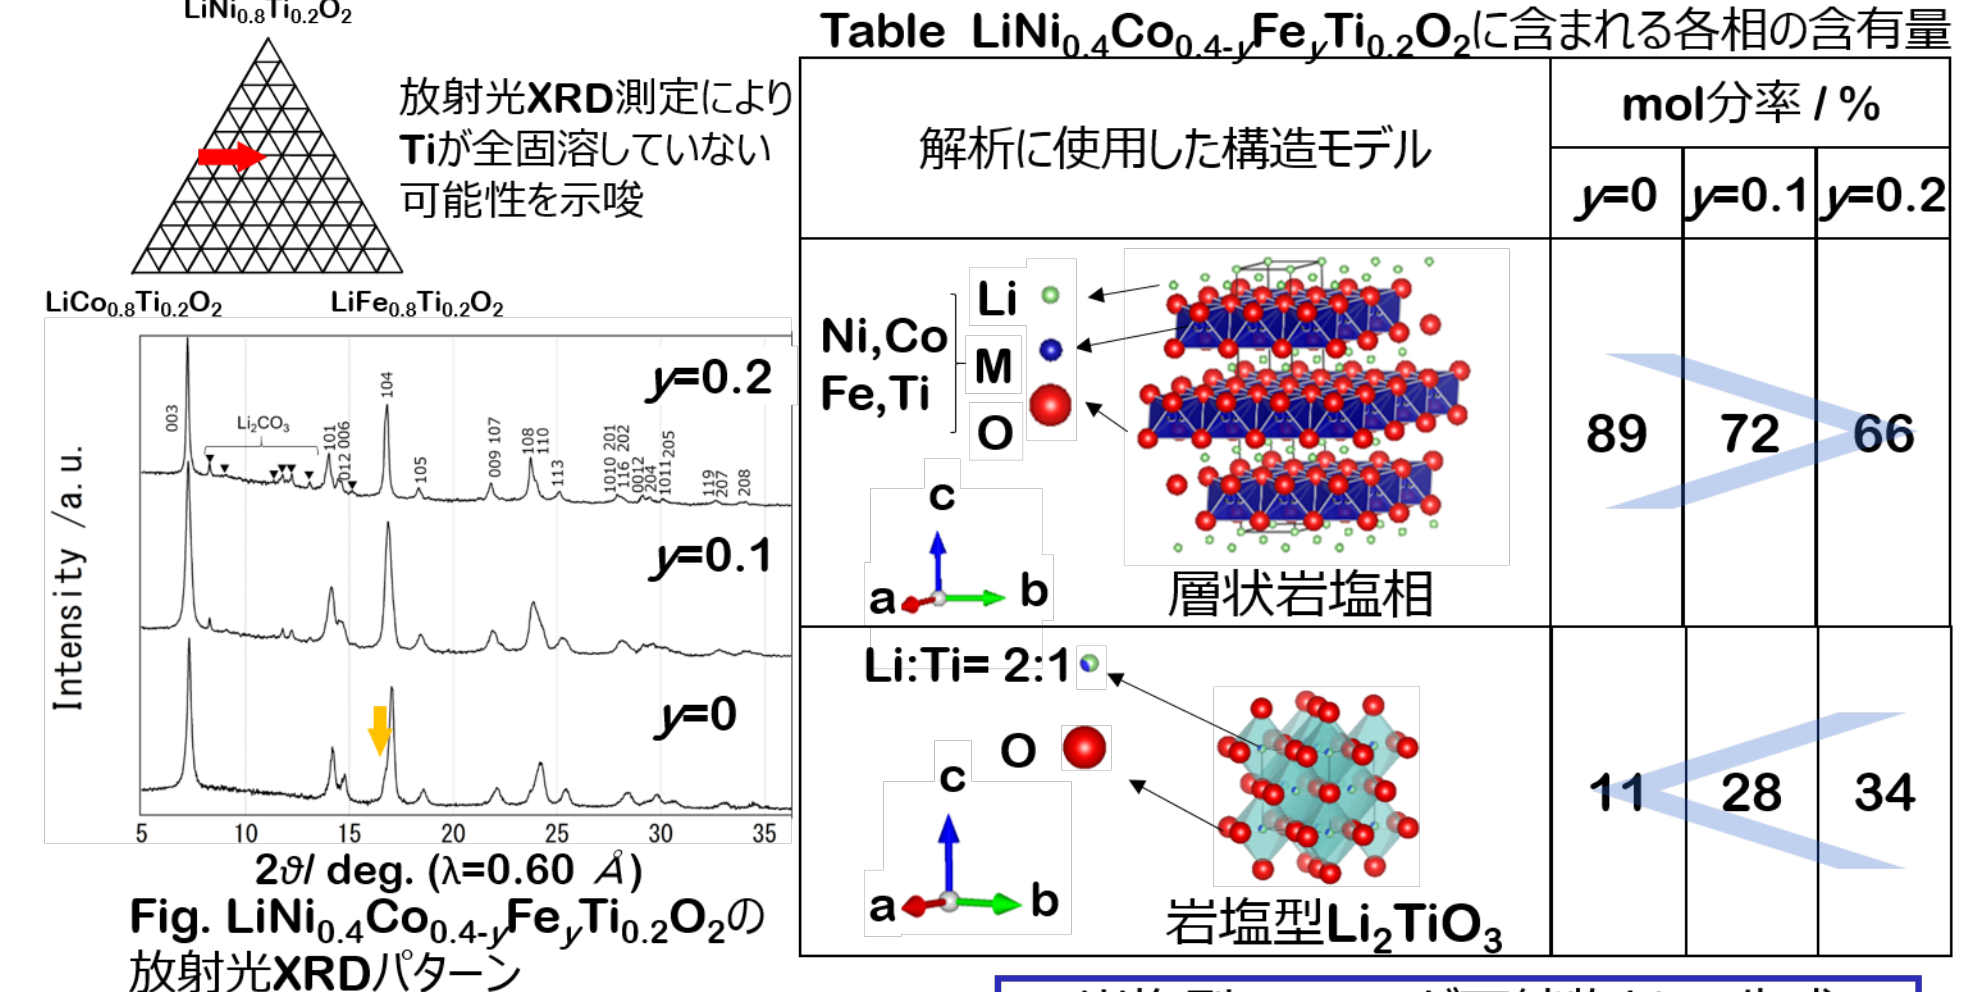 LiNi0.8Ti0.2O2
放射光XRD測定により
Tiが全固溶していない
可能性を示唆
LiCo0.8Ti0.2O2
LiFe0.8Ti0.2O2
y=0.2
003
Li2CO3
101
012 006
104
105
009 107
108
110
113
1010 201
116 202
0012
204
1011 205
119
207
208
y=0.1
y=0
Intensity /a.u.
5 10 15 20 25 30 35
2ϑ/ deg. (λ=0.60 Å)
Fig. LiNi0.4Co0.4-yFeyTi0.2O2の
放射光XRDパターン
Table LiNi0.4Co0.4-yFeyTi0.2O2に含まれる各相の含有量
解析に使用した構造モデル
mol分率 / %
y=0 y=0.1 y=0.2
Li
Ni,Co
Fe,Ti
M
O
c
a b
層状岩塩相
89 72 66
Li:Ti= 2:1
O
c
a b
岩塩型Li2TiO3
11 28 34